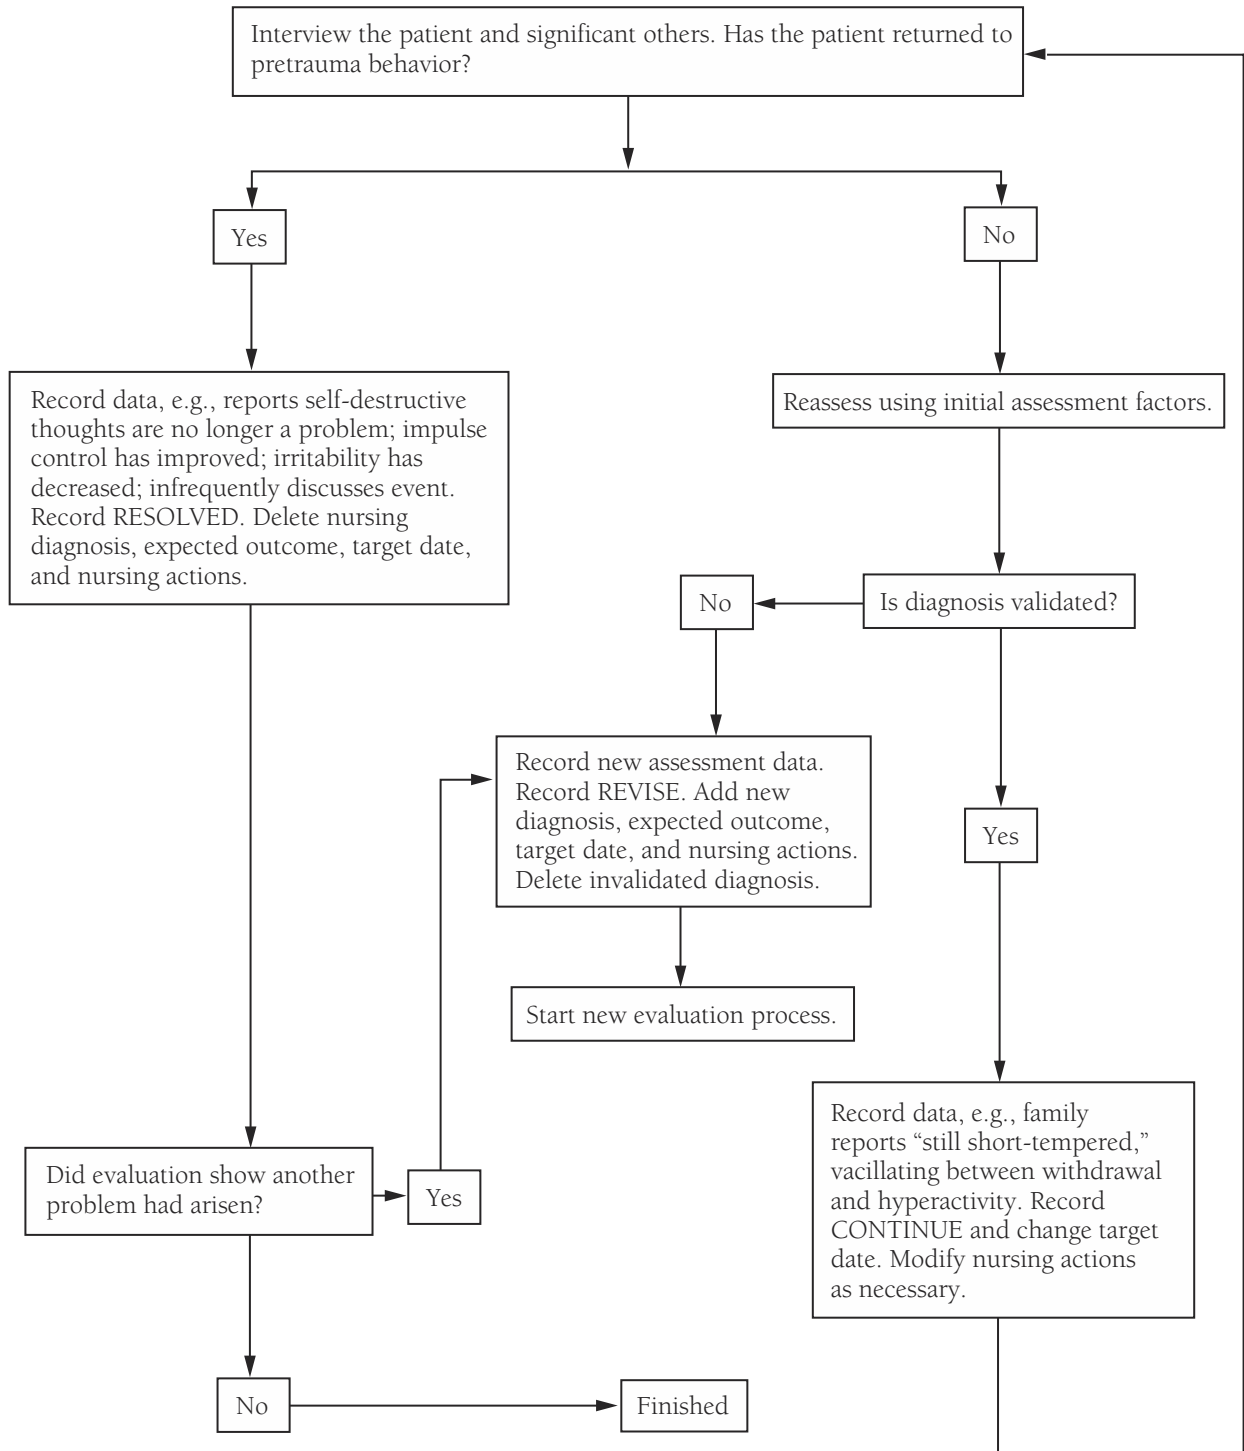 Interview the patient and significant others. Has the patient returned to
pretrauma behavior?
Yes
No
Record data, e.g., reports self-destructive
thoughts are no longer a problem; impulse
control has improved; irritability has
decreased; infrequently discusses event.
Record RESOLVED. Delete nursing
diagnosis, expected outcome, target date,
and nursing actions.
Reassess using initial assessment factors.
No
Is diagnosis validated?
Record new assessment data.
Record REVISE. Add new
diagnosis, expected outcome,
target date, and nursing actions.
Delete invalidated diagnosis.
Yes
Start new evaluation process.
Did evaluation show another
problem had arisen?
Yes
Record data, e.g., family
reports “still short-tempered,”
vacillating between withdrawal
and hyperactivity. Record
CONTINUE and change target
date. Modify nursing actions
as necessary.
No
Finished